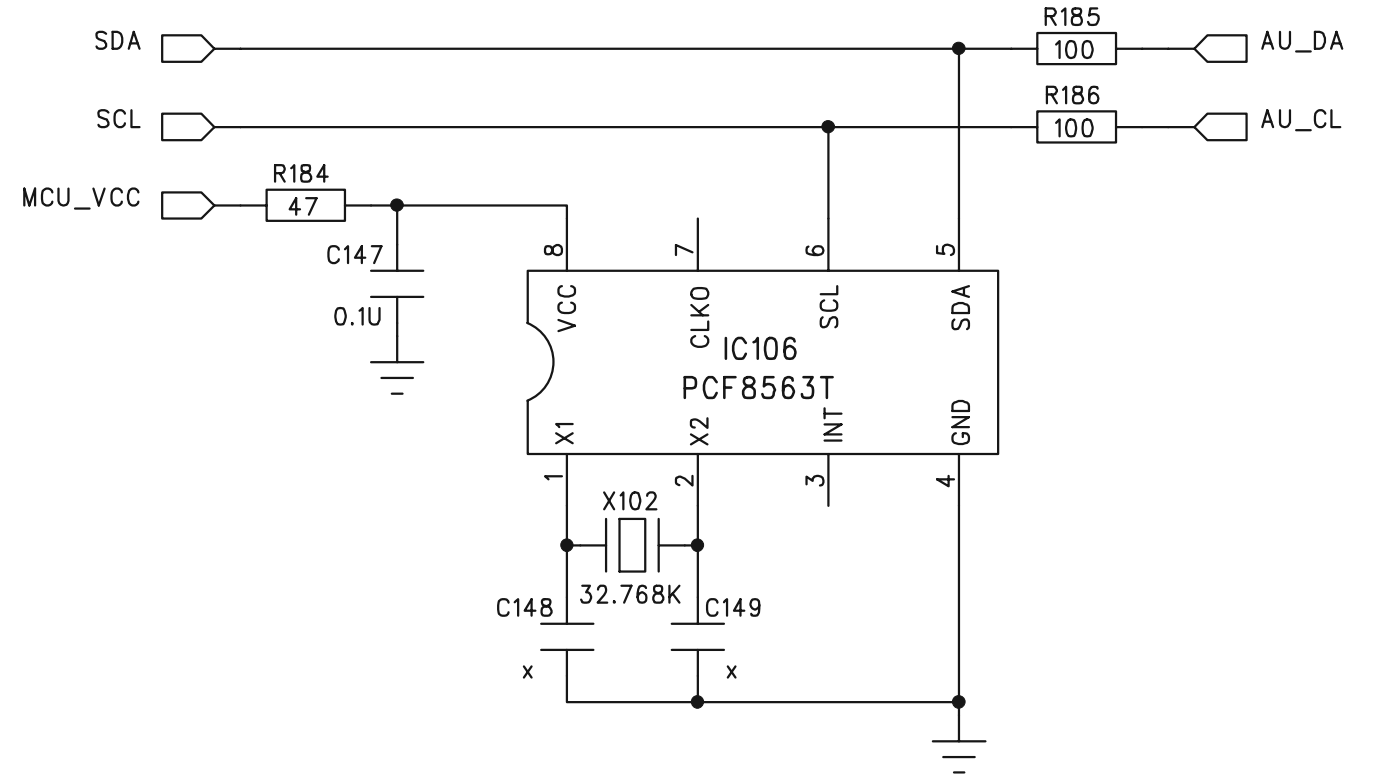 R185
SDA
100
AU_DA
R186
SCL
100
AU_CL
R184
MCU_VCC
47
C147
0.1U
8
7
6
5
VCC
CLKO
SCL
SDA
IC106
PCF8563T
X1
X2
INT
GND
1
2
3
4
X102
32.768K
C148
C149
x
x